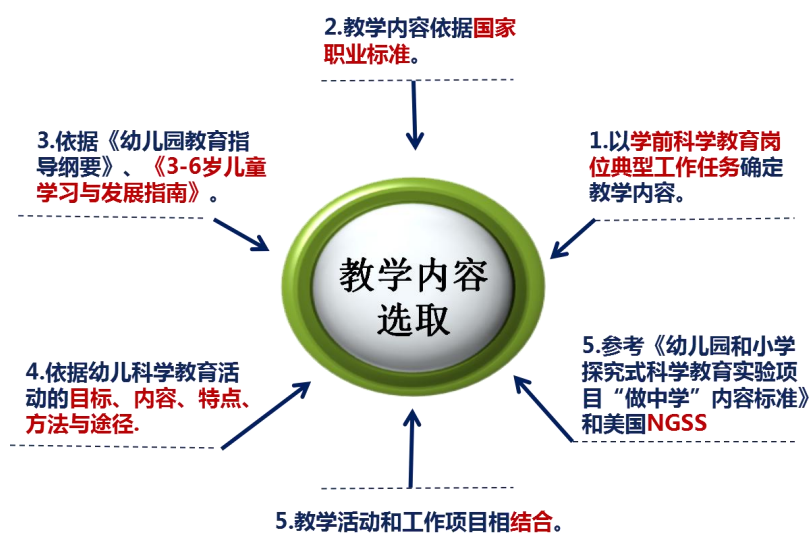 2.教学内容依据国家
职业标准。
3.依据《幼儿园教育指
导纲要》、《3-6岁儿童
学习与发展指南》。
1.以学前科学教育岗
位典型工作任务确定
教学内容。
教学内容
选取
4.依据幼儿科学教育活
动的目标、内容、特点、
方法与途径.
5.参考《幼儿园和小学
探究式科学教育实验项
目“做中学”内容标准》
和美国NGSS
5.教学活动和工作项目相结合。